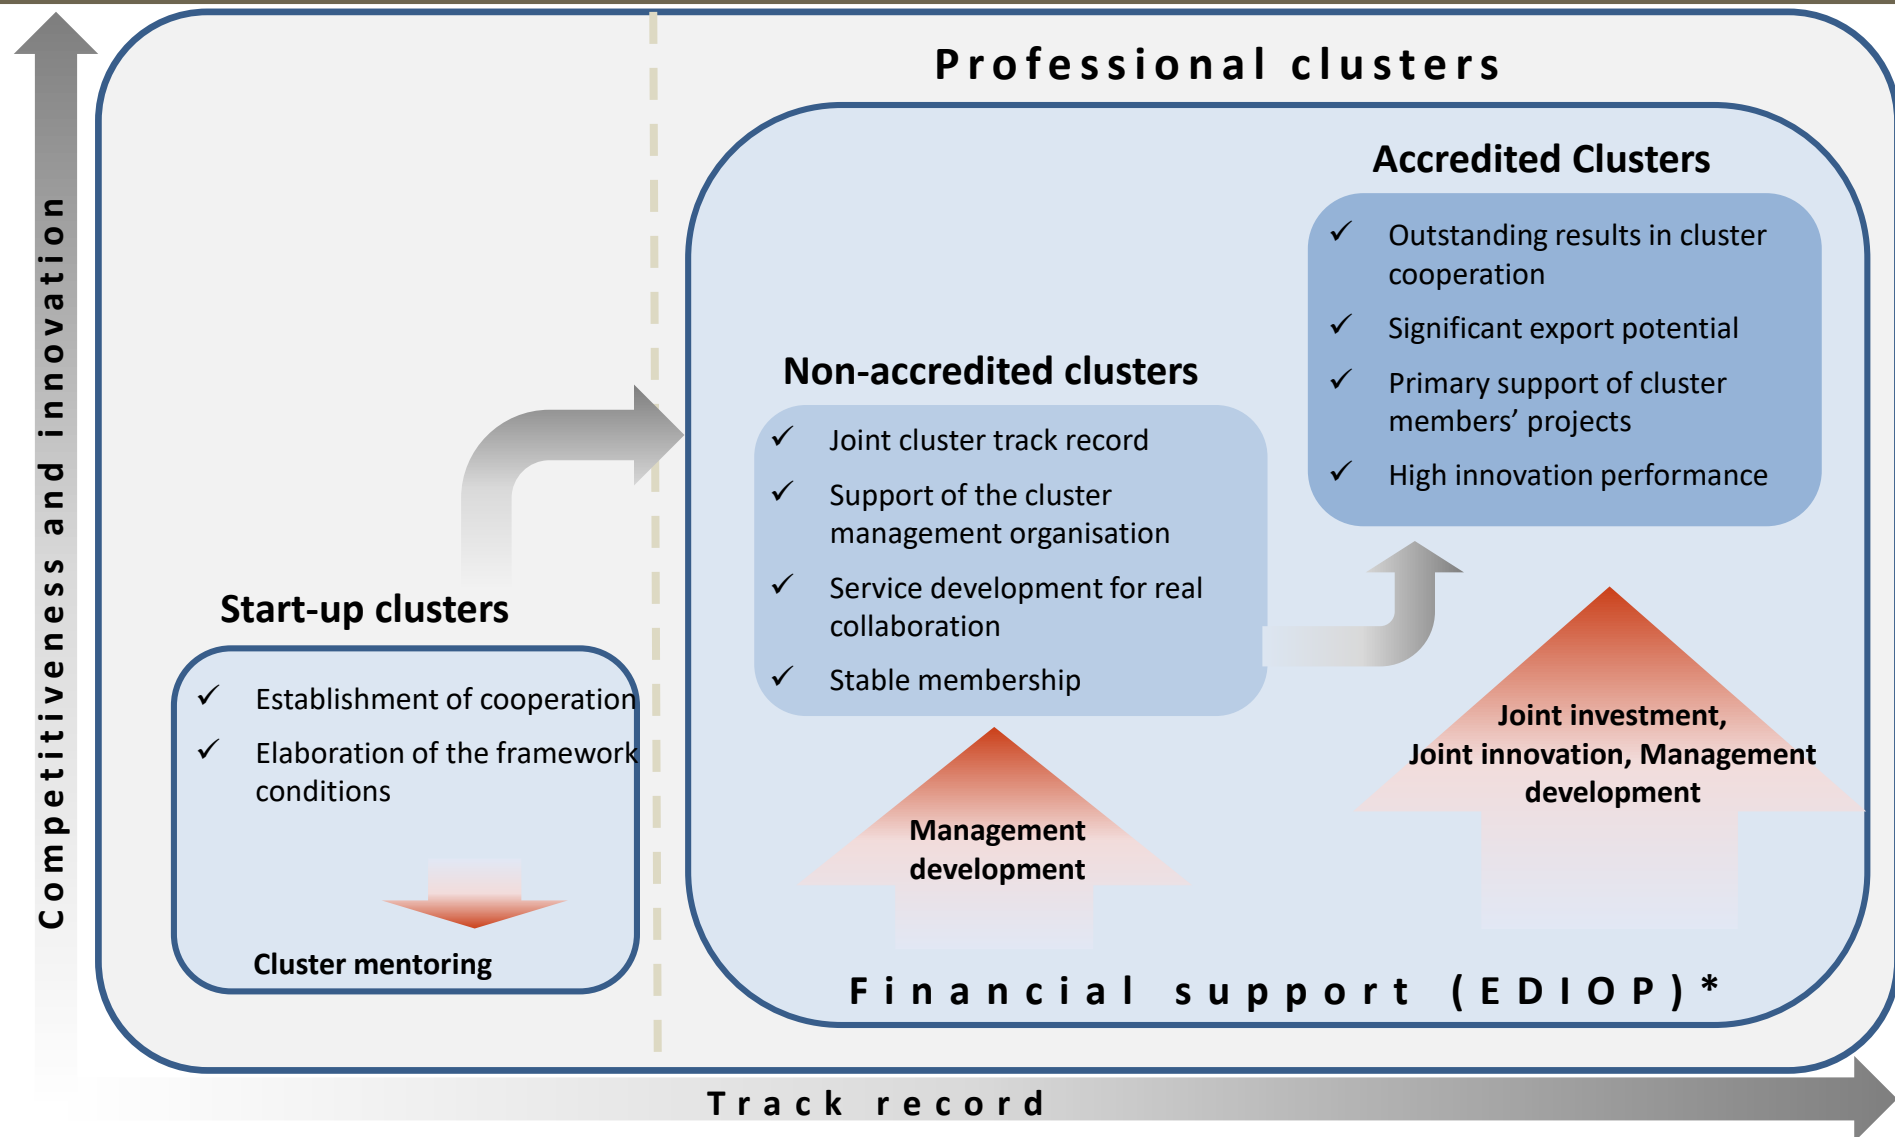 Professional clusters
Accredited Clusters
✓ Outstanding results in cluster
cooperation
✓ Significant export potential
✓ Primary support of cluster
members’ projects
✓ High innovation performance
Non-accredited clusters
✓ Joint cluster track record
✓ Support of the cluster
management organisation
✓ Service development for real
collaboration
✓ Stable membership
Start-up clusters
✓ Establishment of cooperation
✓ Elaboration of the framework
conditions
Cluster mentoring
Management
development
Joint investment,
Joint innovation, Management
development
Financial support (EDIOP)*
Competitiveness and innovation
Track record